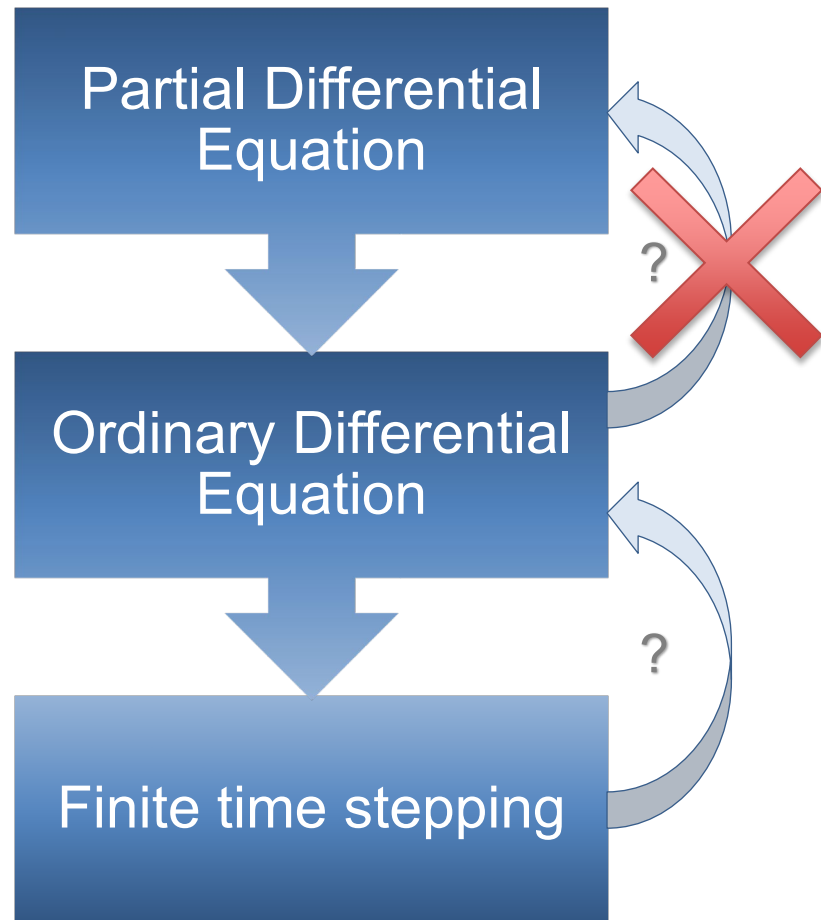 Partial Differential
Equation
?
Ordinary Differential
Equation
?
Finite time stepping